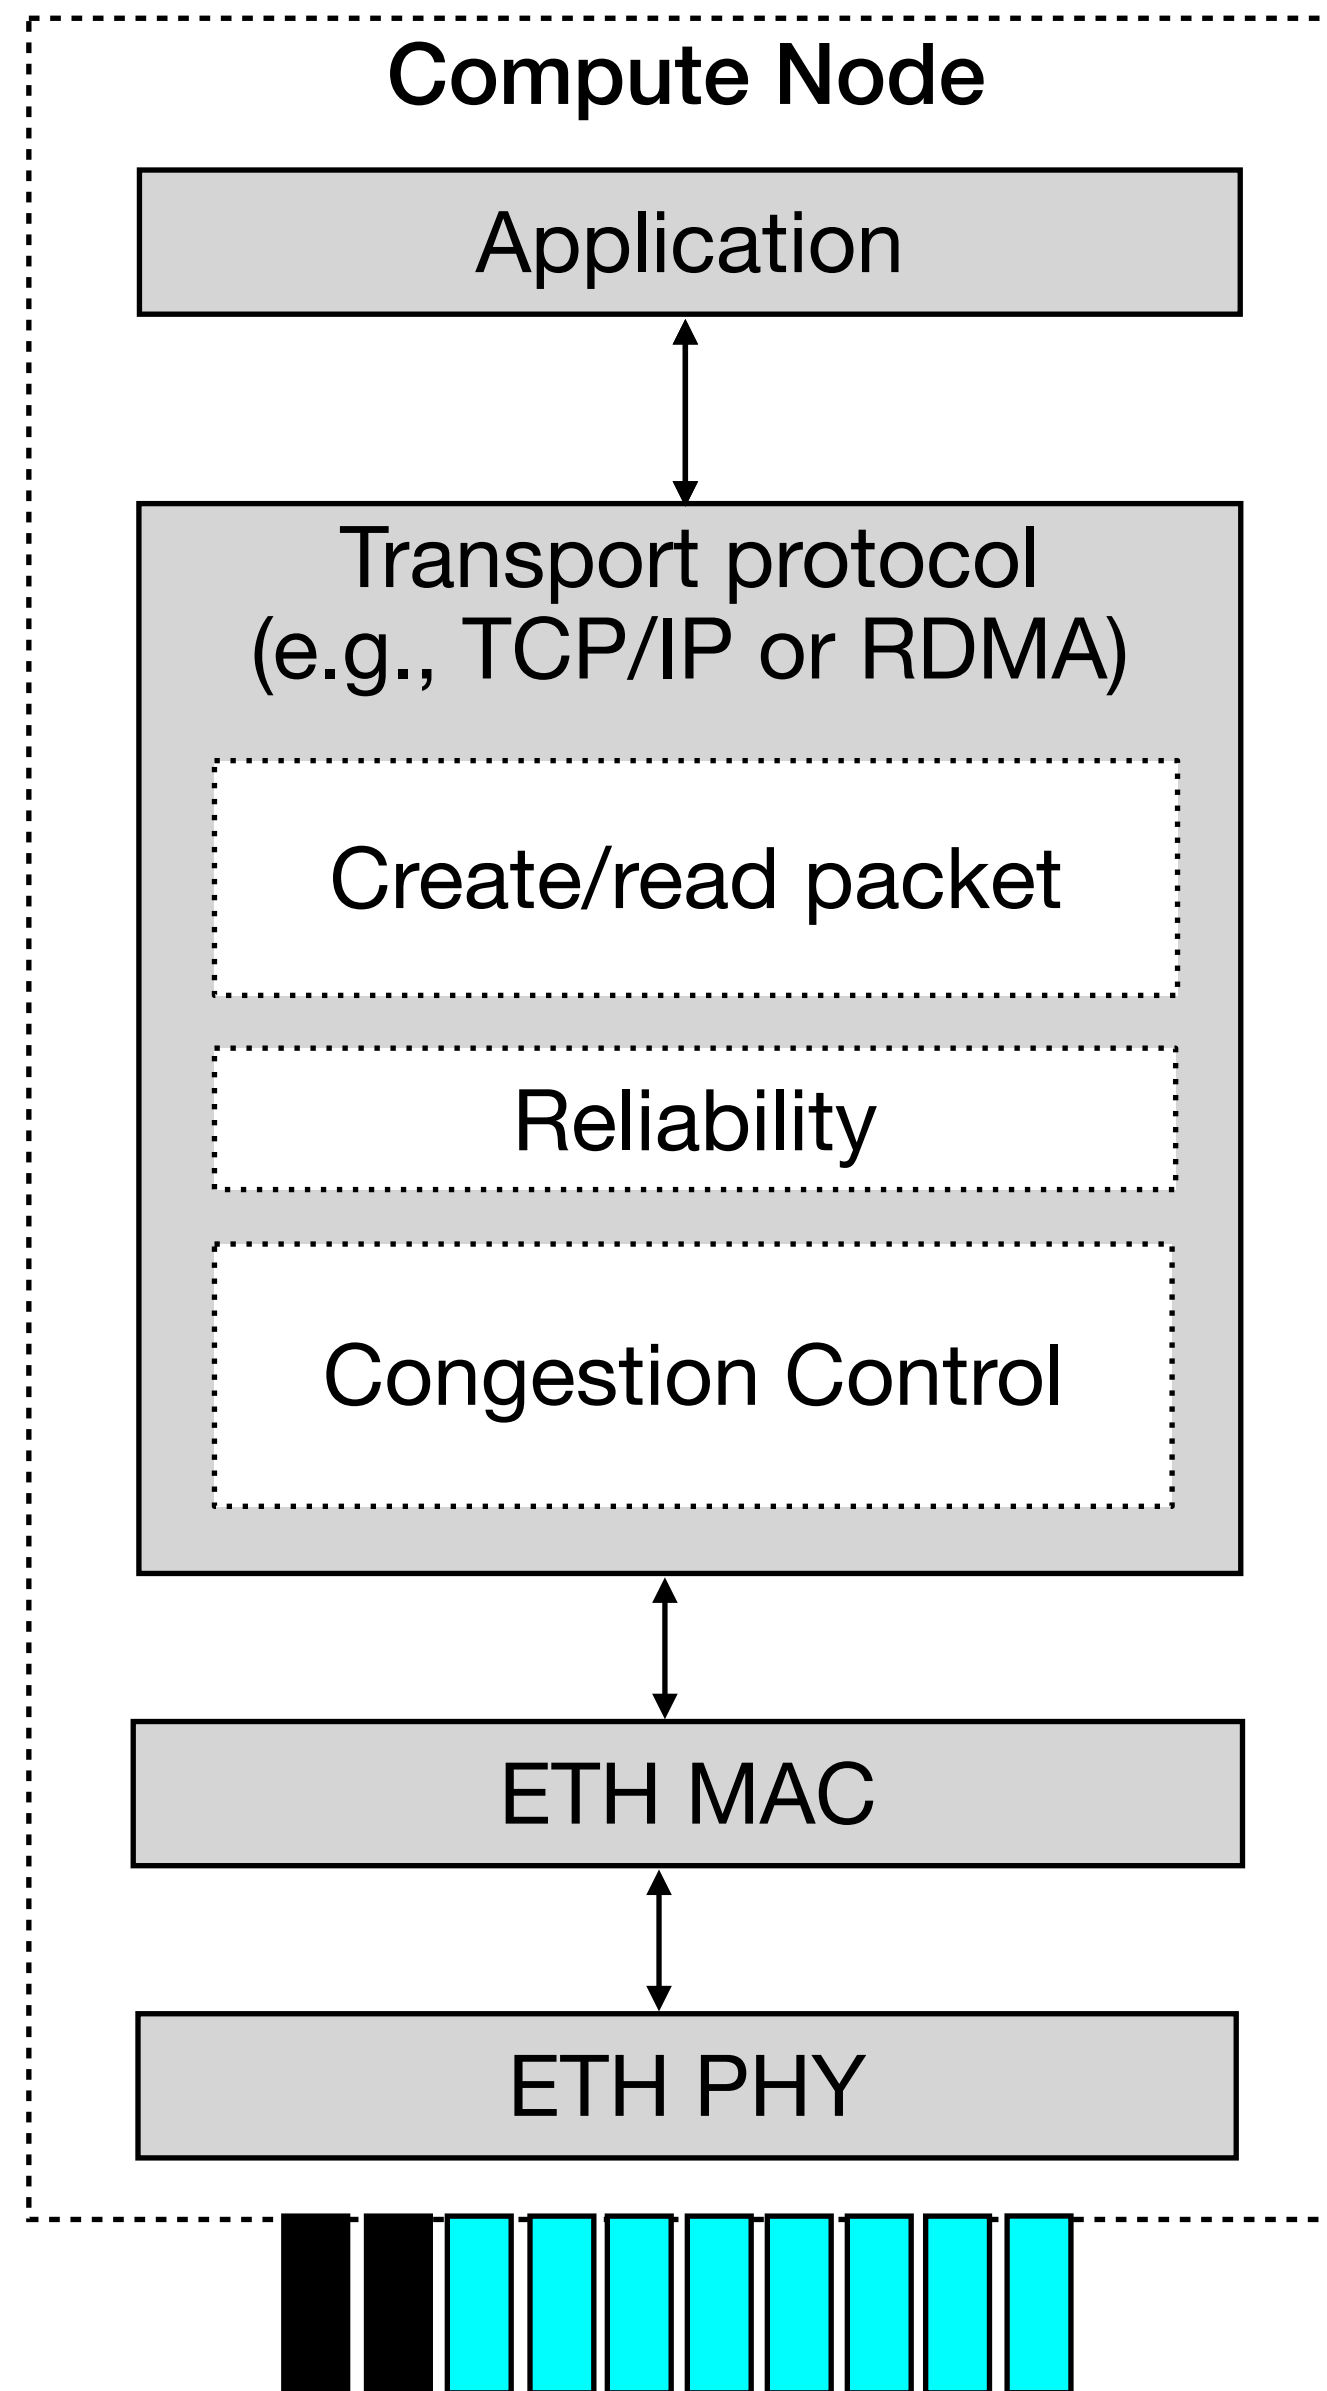 Compute Node
Application
Transport protocol
(e.g., TCP/IP or RDMA)
Create/read packet
Reliability
Congestion Control
ETH MAC
ETH PHY